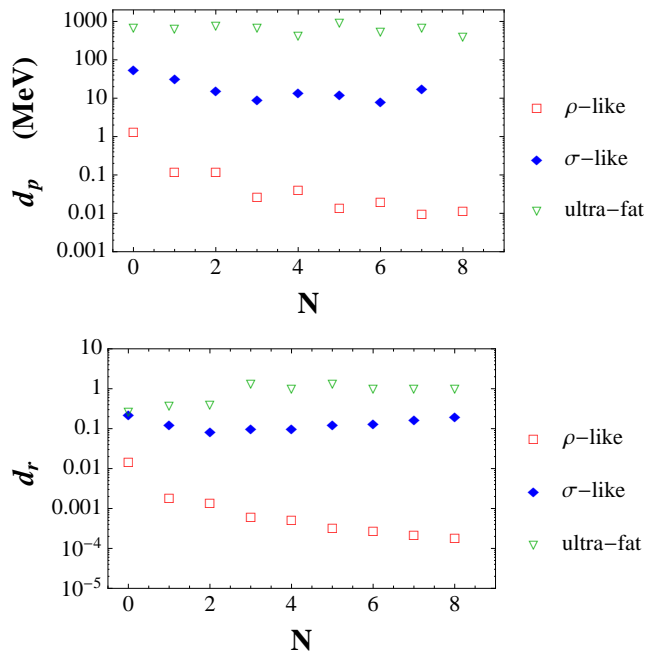 d_p (MeV)
1000
100
10
1
0.1
0.01
0.001
0 2 4 6 8
N
ρ−like
σ−like
ultra−fat
d_r
10
1
0.1
0.01
0.001
10^−4
10^−5
0 2 4 6 8
N
ρ−like
σ−like
ultra−fat